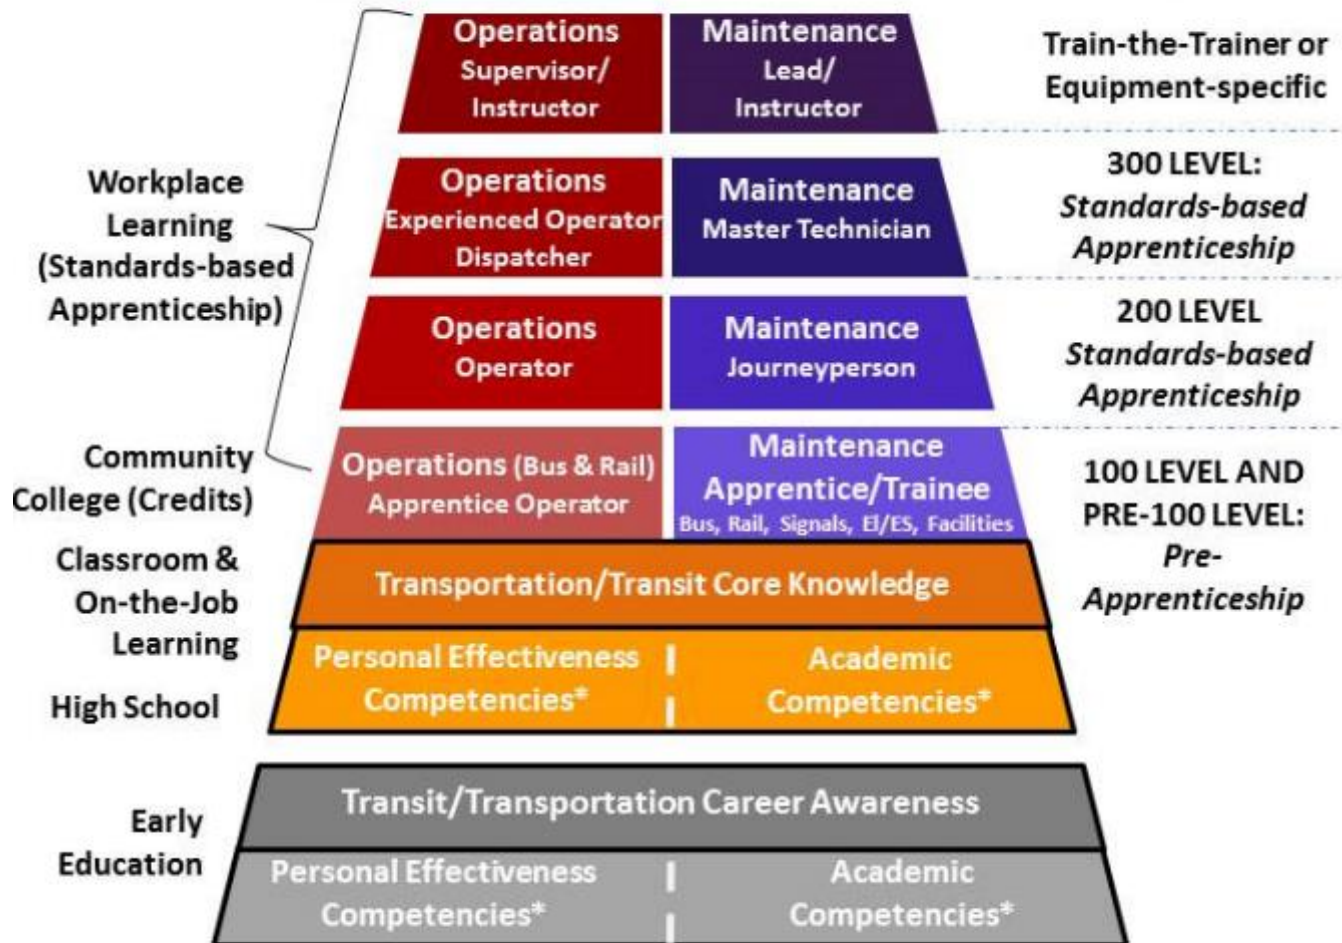 Operations
Supervisor/
Instructor
Maintenance
Lead/
Instructor
Train-the-Trainer or
Equipment-specific
Workplace
Learning
(Standards-based
Apprenticeship)
Operations
Experienced Operator
Dispatcher
Maintenance
Master Technician
300 LEVEL:
Standards-based
Apprenticeship
Operations
Operator
Maintenance
Journeyperson
200 LEVEL
Standards-based
Apprenticeship
Community
College (Credits)
Operations (Bus & Rail)
Apprentice Operator
Maintenance
Apprentice/Trainee
Bus, Rail, Signals, El/ES, Facilities
100 LEVEL AND
PRE-100 LEVEL:
Pre-
Apprenticeship
Classroom &
On-the-Job
Learning
Transportation/Transit Core Knowledge
High School
Personal Effectiveness
Competencies*
Academic
Competencies*
Early
Education
Transit/Transportation Career Awareness
Personal Effectiveness
Competencies*
Academic
Competencies*